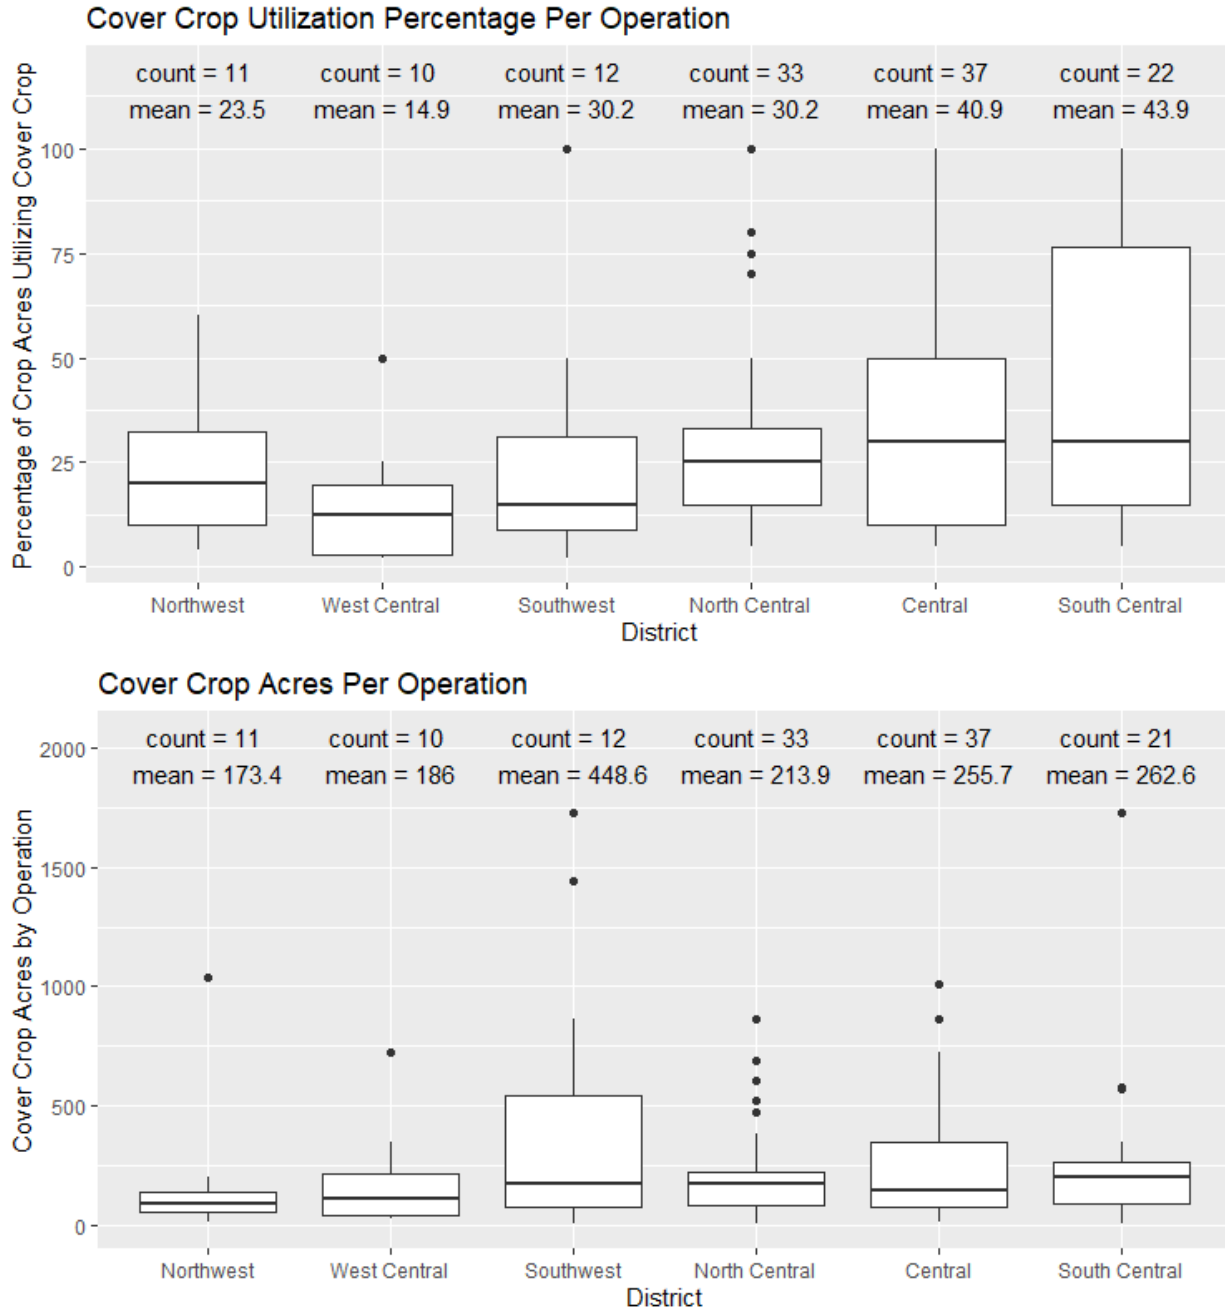 Cover Crop Utilization Percentage Per Operation
count = 11 count = 10 count = 12 count = 33 count = 37 count = 22
mean = 23.5 mean = 14.9 mean = 30.2 mean = 30.2 mean = 40.9 mean = 43.9
Percentage of Crop Acres Utilizing Cover Crop
100
75
50
25
0
Northwest West Central Southwest North Central Central South Central
District
Cover Crop Acres Per Operation
count = 11 count = 10 count = 12 count = 33 count = 37 count = 21
mean = 173.4 mean = 186 mean = 448.6 mean = 213.9 mean = 255.7 mean = 262.6
Cover Crop Acres by Operation
2000
1500
1000
500
0
Northwest West Central Southwest North Central Central South Central
District